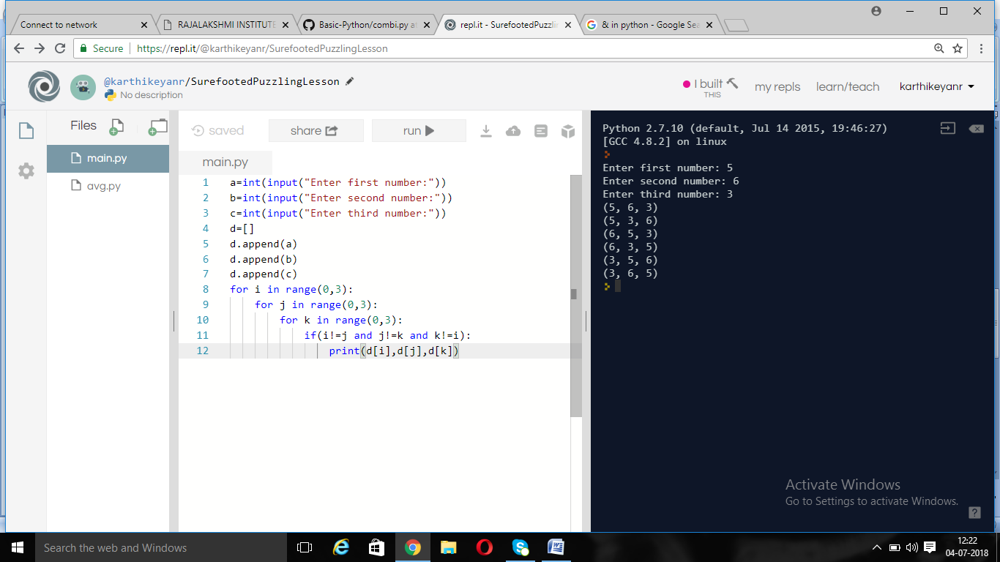 Connect to network
RAJALAKSHMI INSTITUTE
Basic-Python/combi.py at
repl.it - SurefootedPuzzlin
& in python - Google Sea
Secure https://repl.it/@karthikeyanr/SurefootedPuzzlingLesson
@karthikeyanr/SurefootedPuzzlingLesson
No description
I built
THIS
my repls
learn/teach
karthikeyanr
Files
main.py
avg.py
saved
share
run
main.py
1 a=int(input("Enter first number:"))
2 b=int(input("Enter second number:"))
3 c=int(input("Enter third number:"))
4 d=[]
5 d.append(a)
6 d.append(b)
7 d.append(c)
8 for i in range(0,3):
9 for j in range(0,3):
10 for k in range(0,3):
11 if(i!=j and j!=k and k!=i):
12 print(d[i],d[j],d[k])
Python 2.7.10 (default, Jul 14 2015, 19:46:27)
[GCC 4.8.2] on linux
Enter first number: 5
Enter second number: 6
Enter third number: 3
(5, 6, 3)
(5, 3, 6)
(6, 5, 3)
(6, 3, 5)
(3, 5, 6)
(3, 6, 5)
Activate Windows
Go to Settings to activate Windows.
?
Search the web and Windows
12:22
04-07-2018